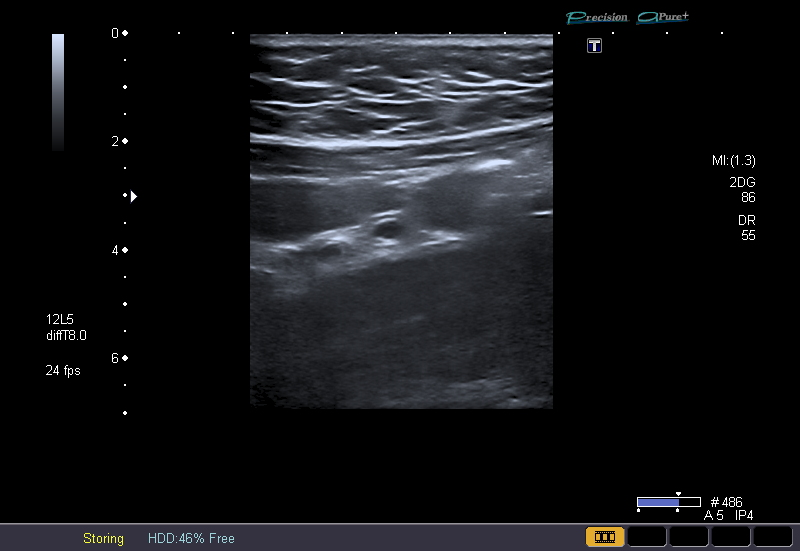 Precision APure+
T
0
2
MI:(1.3)
2DG
86
DR
55
4
12L5
diffT8.0
6
24 fps
#486
A 5 IP4
Storing HDD:46% Free